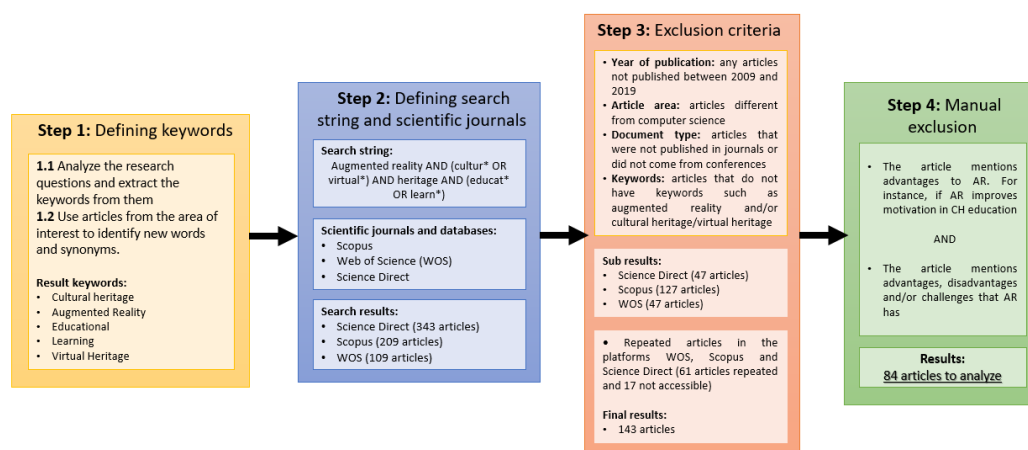 Step 1: Defining keywords
1.1 Analyze the research
questions and extract the
keywords from them
1.2 Use articles from the area of
interest to identify new words
and synonyms.
Result keywords:
• Cultural heritage
• Augmented Reality
• Educational
• Learning
• Virtual Heritage
Step 2: Defining search
string and scientific journals
Search string:
Augmented reality AND (cultur* OR
virtual*) AND heritage AND (educat*
OR learn*)
Scientific journals and databases:
• Scopus
• Web of Science (WOS)
• Science Direct
Search results:
• Science Direct (343 articles)
• Scopus (209 articles)
• WOS (109 articles)
Step 3: Exclusion criteria
• Year of publication: any articles
not published between 2009 and
2019
• Article area: articles different
from computer science
• Document type: articles that
were not published in journals or
did not come from conferences
• Keywords: articles that do not
have keywords such as
augmented reality and/or
cultural heritage/virtual heritage
Sub results:
• Science Direct (47 articles)
• Scopus (127 articles)
• WOS (47 articles)
• Repeated articles in the
platforms WOS, Scopus and
Science Direct (61 articles repeated
and 17 not accessible)
Final results:
• 143 articles
Step 4: Manual
exclusion
• The article mentions
advantages to AR. For
instance, if AR improves
motivation in CH education
AND
• The article mentions
advantages, disadvantages
and/or challenges that AR
has
Results:
84 articles to analyze